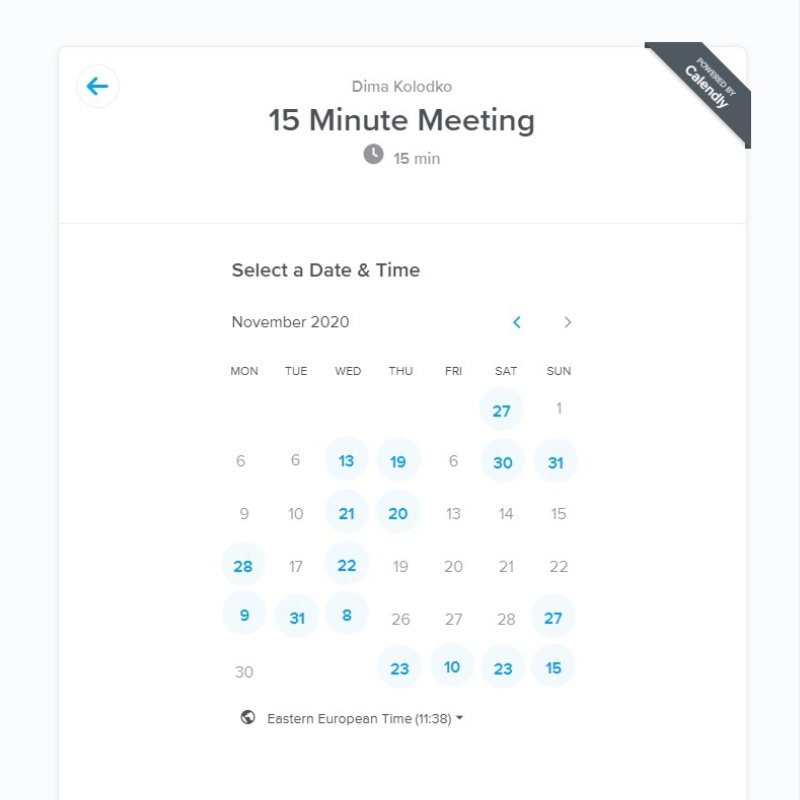 POWERED BY
Calendly
Dima Kolodko
15 Minute Meeting
15 min
Select a Date & Time
November 2020
MON TUE WED THU FRI SAT SUN
27 1
6 6 13 19 6 30 31
9 10 21 20 13 14 15
28 17 22 19 20 21 22
9 31 8 26 27 28 27
30 23 10 23 15
Eastern European Time (11:38)